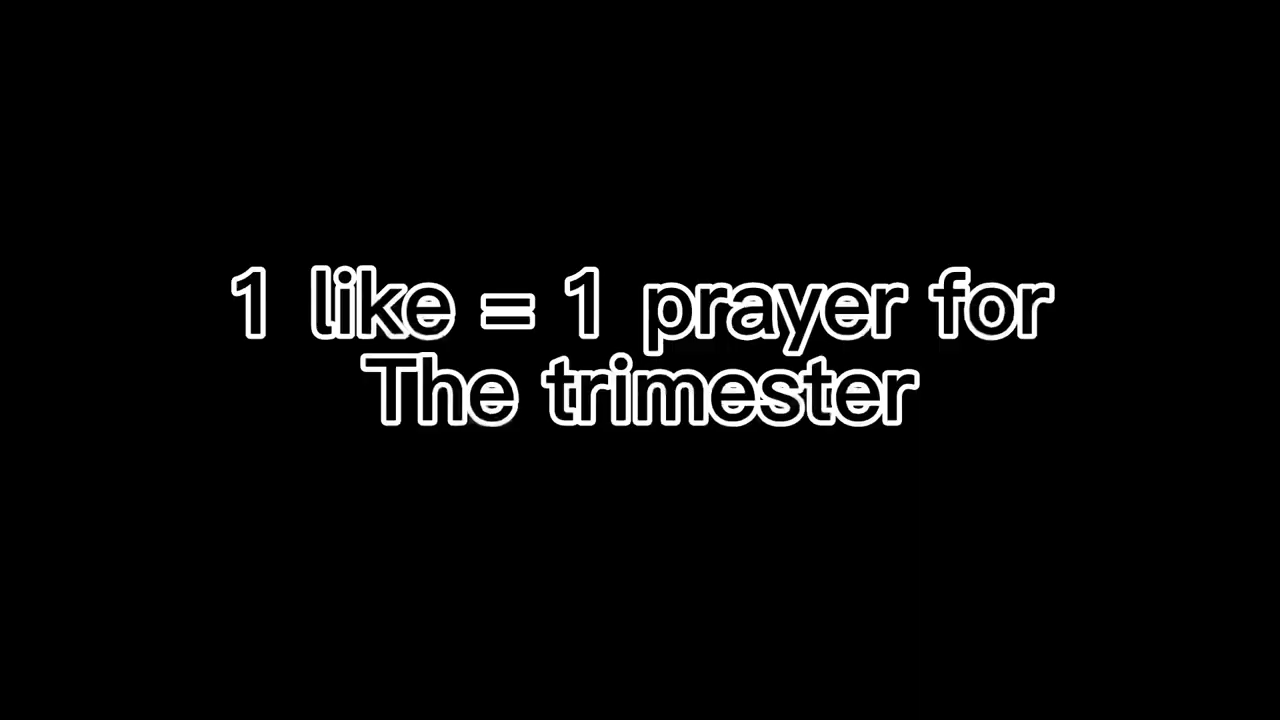 1 like = 1 prayer for
The trimester